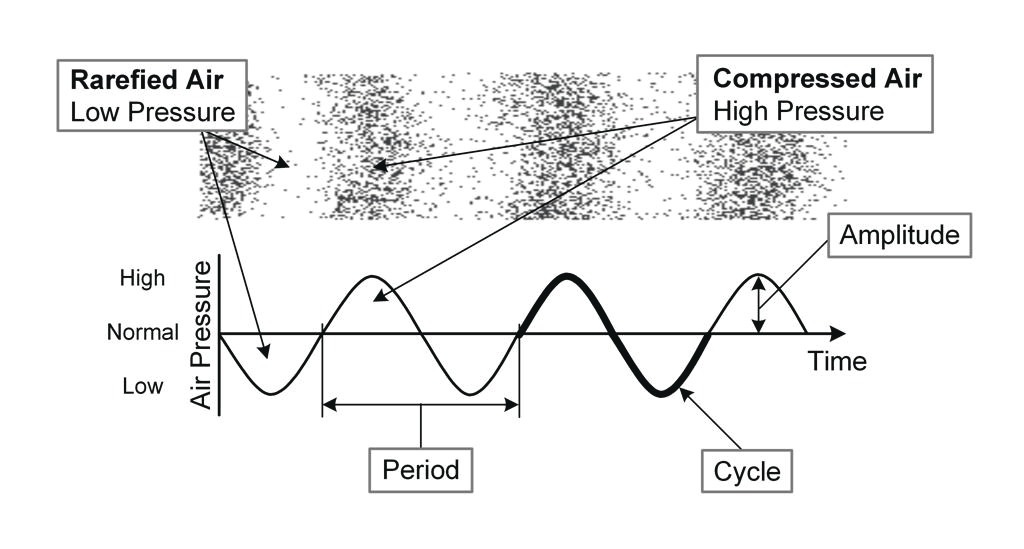 Rarefied Air
Low Pressure
Compressed Air
High Pressure
Amplitude
High
Normal
Low
Air Pressure
Time
Period
Cycle